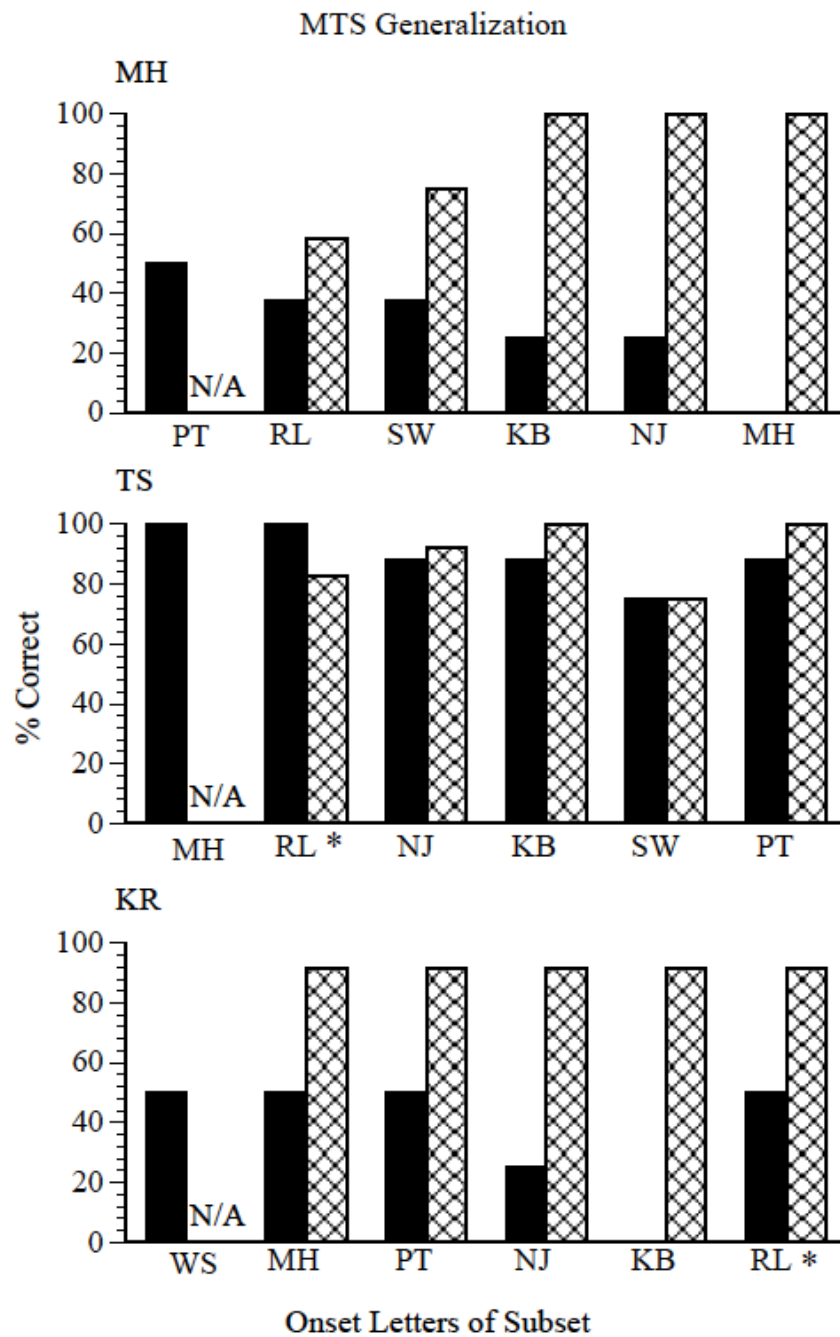 MTS Generalization
MH
100
80
60
40
20
0
N/A
PT RL SW KB NJ MH
TS
100
80
60
40
20
0
N/A
MH RL * NJ KB SW PT
% Correct
KR
100
80
60
40
20
0
N/A
WS MH PT NJ KB RL *
Onset Letters of Subset